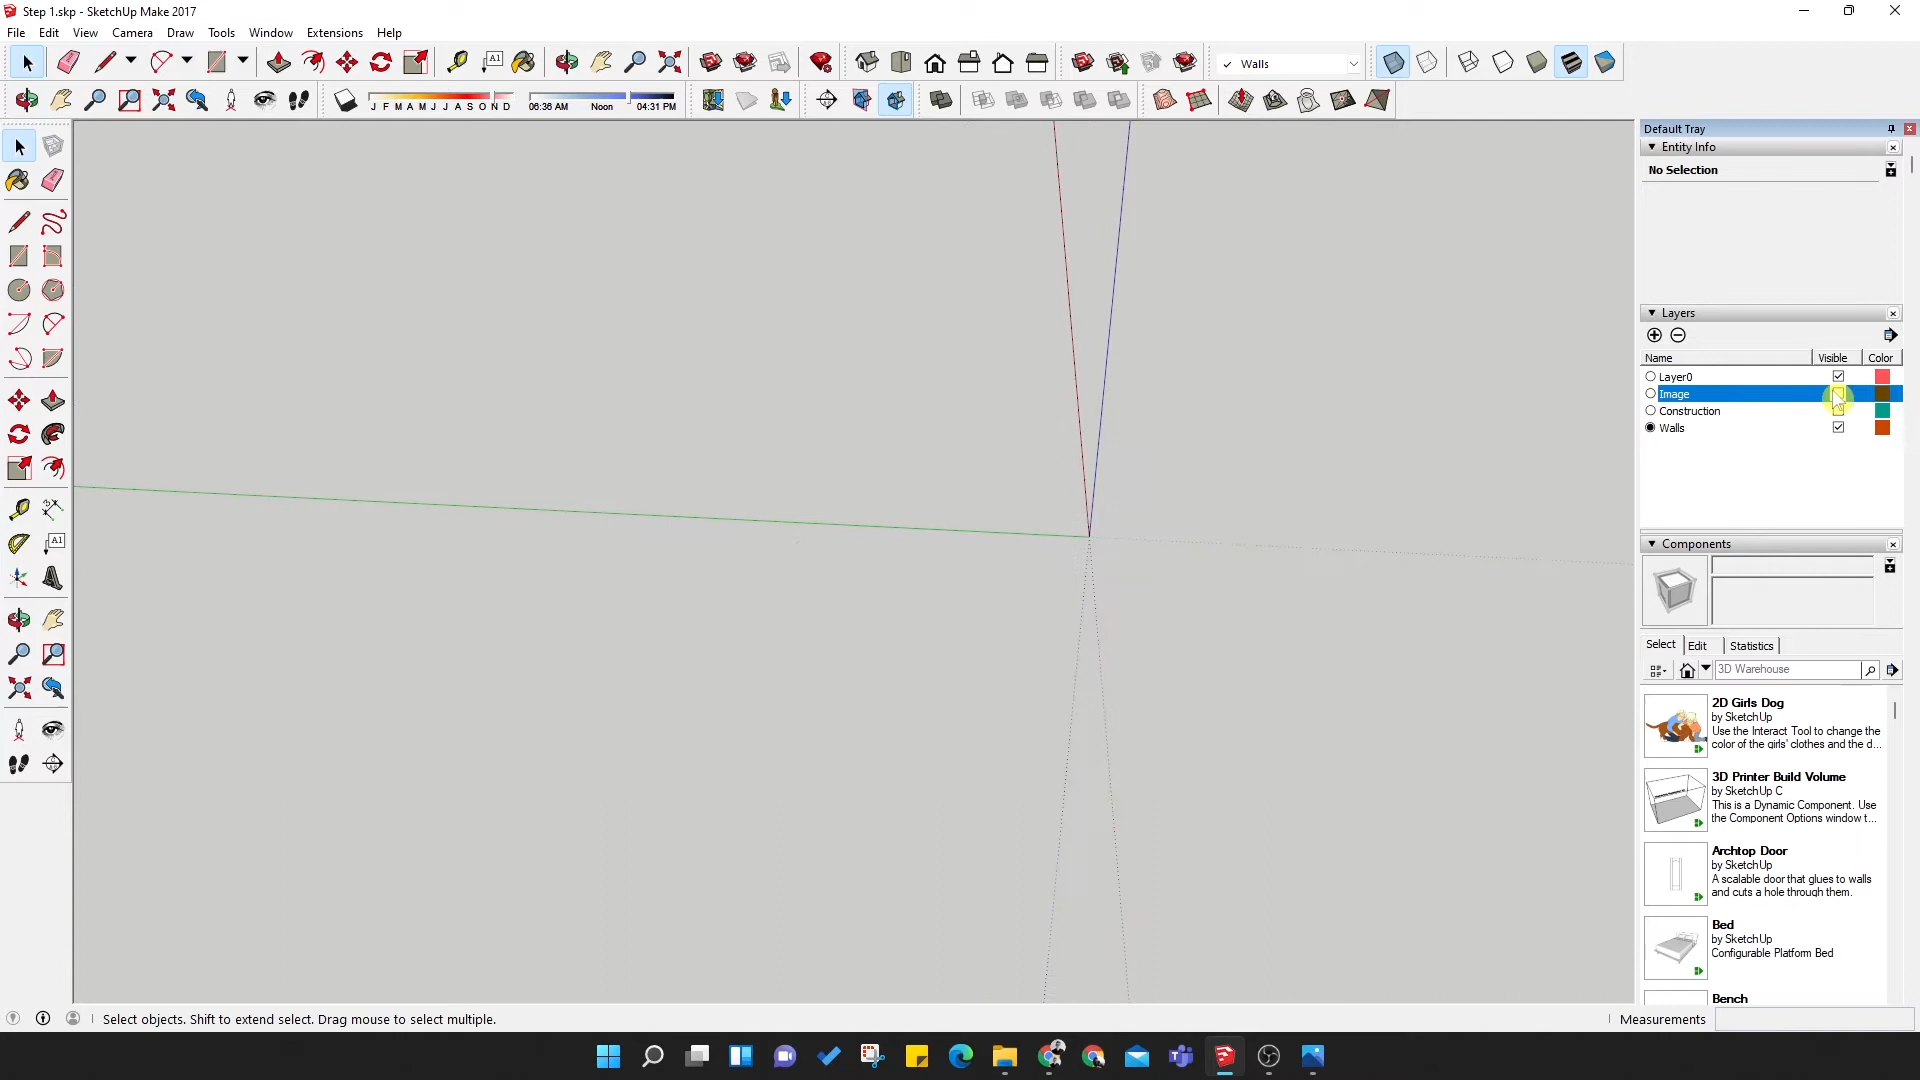 Step 1.skp - SketchUp Make 2017
File Edit View Camera Draw Tools Window Extensions Help
A1
✓ Walls
J F M A M J J A S O N D
06:36 AM Noon 04:31 PM
Default Tray
Entity Info
No Selection
Layers
Name Visible Color
Layer0
Image
Construction
Walls
A1
Components
Select Edit Statistics
3D Warehouse
2D Girls Dog
by SketchUp
Use the Interact Tool to change the
color of the girls' clothes and the d...
3D Printer Build Volume
by SketchUp C
This is a Dynamic Component. Use
the Component Options window t...
Archtop Door
by SketchUp
A scalable door that glues to walls
and cuts a hole through them.
Bed
by SketchUp
Configurable Platform Bed
Bench
Select objects. Shift to extend select. Drag mouse to select multiple.
Measurements